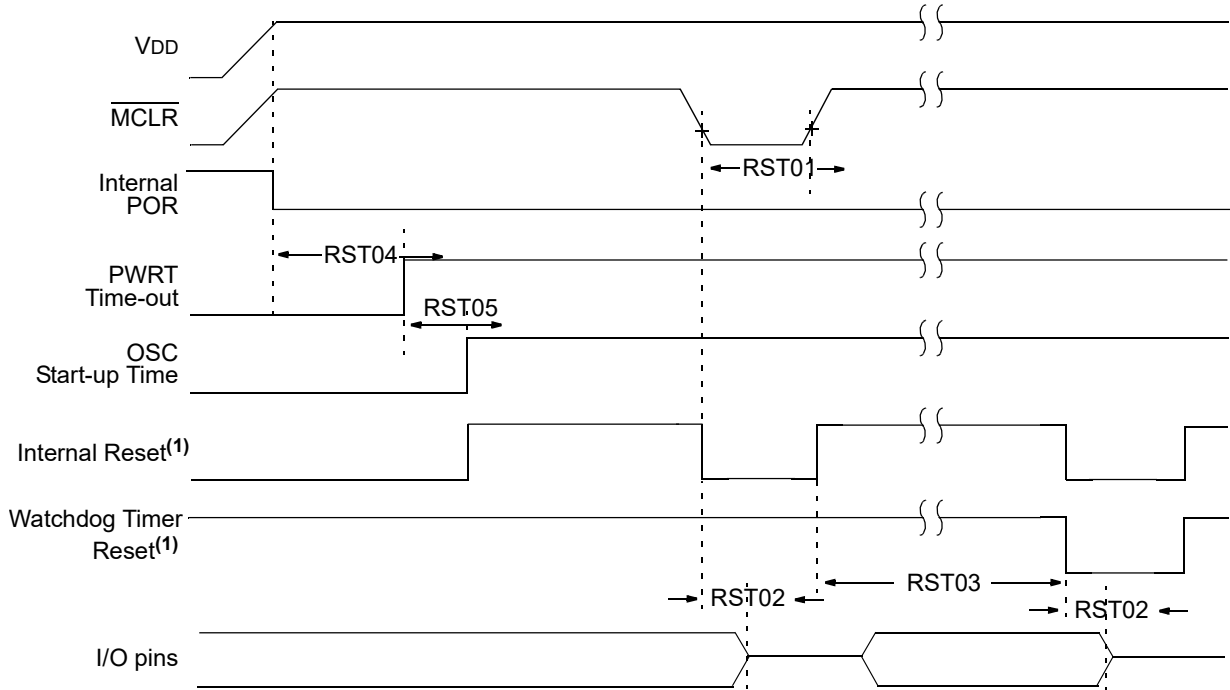 VDD
MCLR
RST01
Internal
POR
RST04
PWRT
Time-out
RST05
OSC
Start-up Time
Internal Reset(1)
Watchdog Timer
Reset(1)
RST03
RST02
RST02
I/O pins